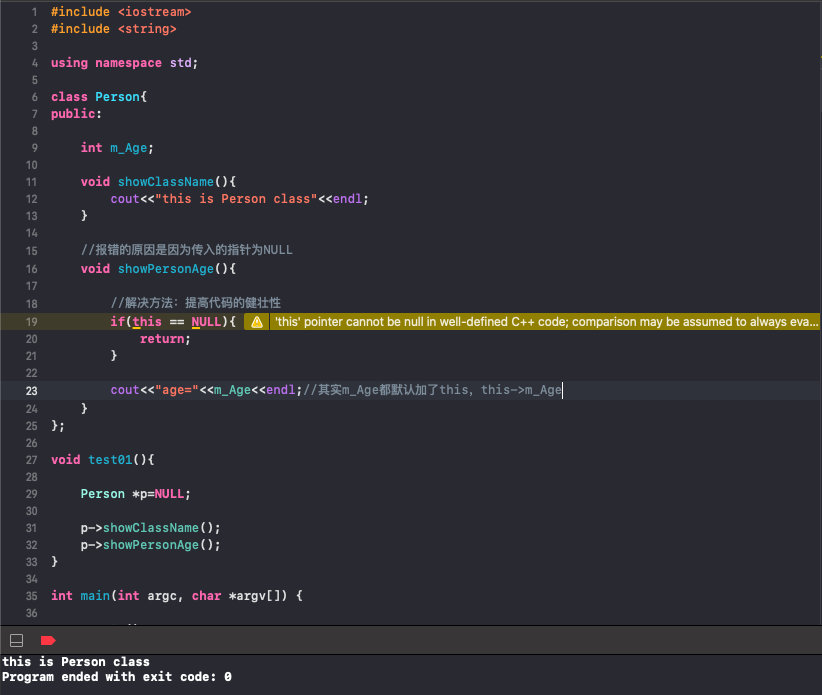 1 #include <iostream>
2 #include <string>
3
4 using namespace std;
5
6 class Person{
7 public:
8
9     int m_Age;
10
11     void showClassName(){
12         cout<<"this is Person class"<<endl;
13     }
14
15     //报错的原因是因为传入的指针为NULL
16     void showPersonAge(){
17
18         //解决方法：提高代码的健壮性
19         if(this == NULL){ 'this' pointer cannot be null in well-defined C++ code; comparison may be assumed to always eva...
20             return;
21         }
22
23         cout<<"age="<<m_Age<<endl;//其实m_Age都默认加了this，this->m_Age
24     }
25 };
26
27 void test01(){
28
29     Person *p=NULL;
30
31     p->showClassName();
32     p->showPersonAge();
33 }
34
35 int main(int argc, char *argv[]) {
36
this is Person class
Program ended with exit code: 0